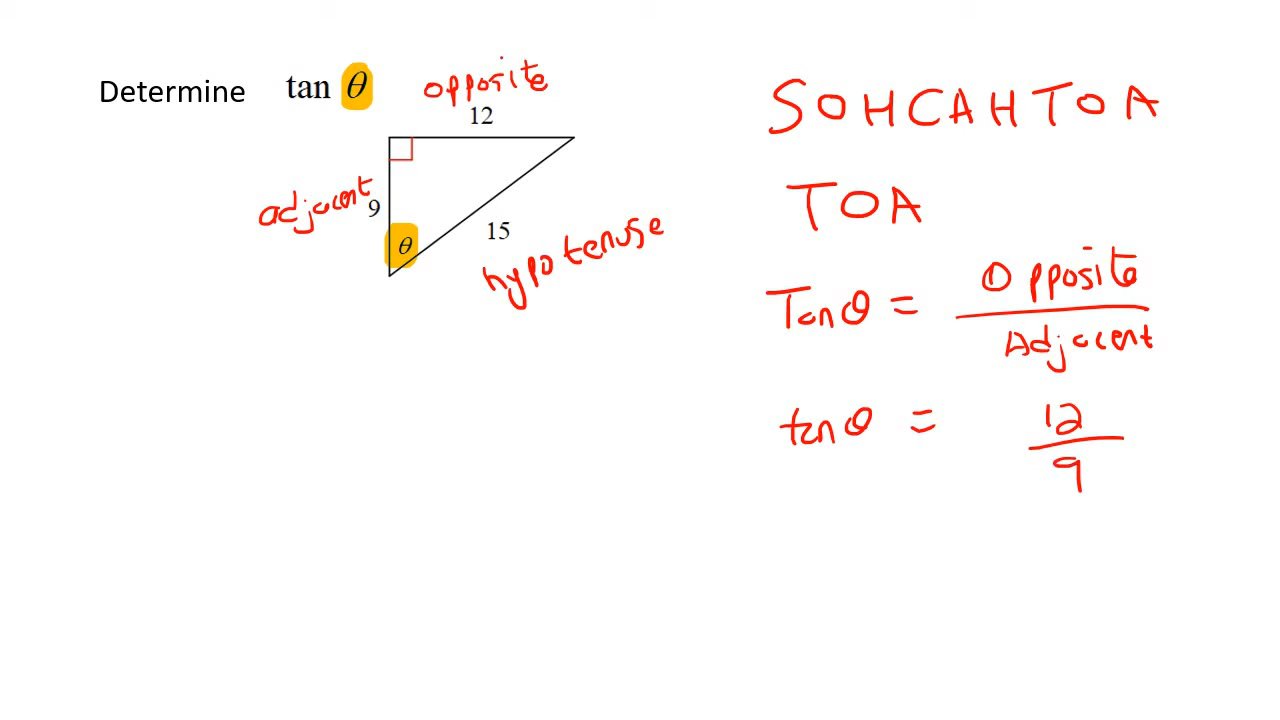 Determine tan θ
opposite
12
adjacent
9
θ
15
hypotenuse
SOHCAHTOA
TOA
Tanθ = Opposite
Adjacent
tanθ = 12
9